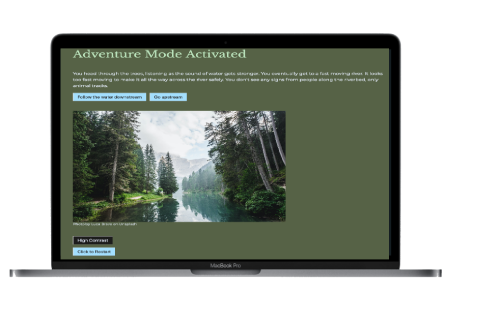 Adventure Mode Activated
You head through the trees, listening as the sound of water gets stronger. You eventually get to a fast moving river. It looks
too fast moving to make it all the way across the river safely. You don't see any signs from people along the riverbed, only
animal tracks.
Follow the water downstream Go upstream
Photo by Luca Bravo on Unsplash
High Contrast
Click to Restart
MacBook Pro